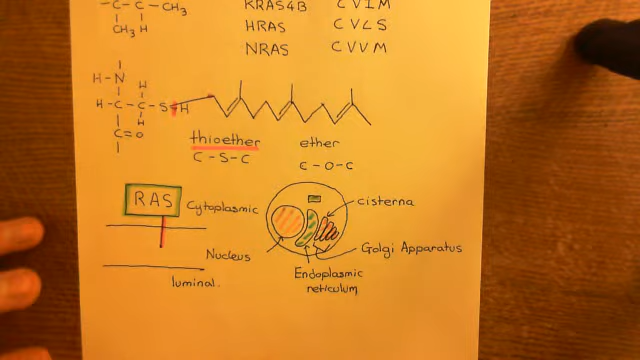 - C - C - CH3
CH3 H
KRAS4B CVIM
HRAS CVLS
NRAS CVVM
H-N H
H-C-C-S H
H
C=O
thioether ether
C-S-C C-O-C
RAS
Cytoplasmic
cisterna
Nucleus
Golgi Apparatus
Endoplasmic
reticulum
luminal.